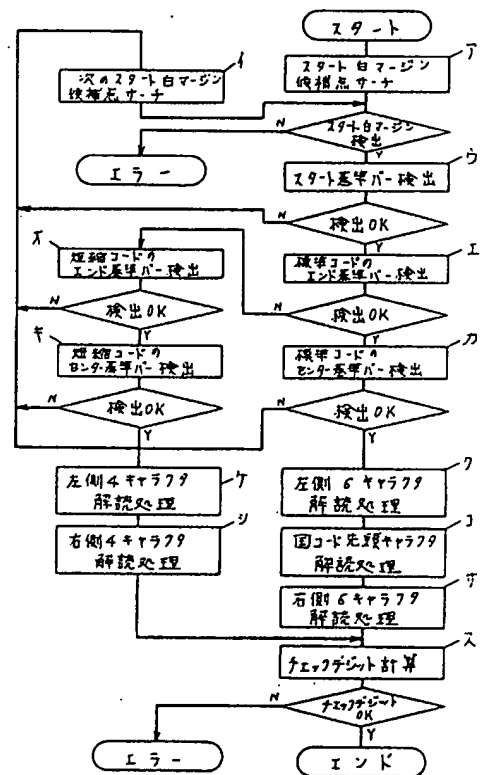 スタート
ア
スタート白マージン
候補点サーチ
イ
次のスタート白マージン
候補点サーチ
スタート白マージン
検出
N
Y
エラー
ウ
スタート基準バー検出
検出OK
N
Y
エ
標準コードの
エンド基準バー検出
オ
短縮コードの
エンド基準バー検出
検出OK
N
Y
検出OK
N
Y
カ
標準コードの
センター基準バー検出
キ
短縮コードの
センター基準バー検出
検出OK
N
Y
検出OK
N
Y
ク
左側6キャラクタ
解読処理
ケ
左側4キャラクタ
解読処理
コ
国コード先頭キャラクタ
解読処理
シ
右側4キャラクタ
解読処理
サ
右側6キャラクタ
解読処理
ス
チェックデジット計算
チェックデジット
OK
N
Y
エラー
エンド